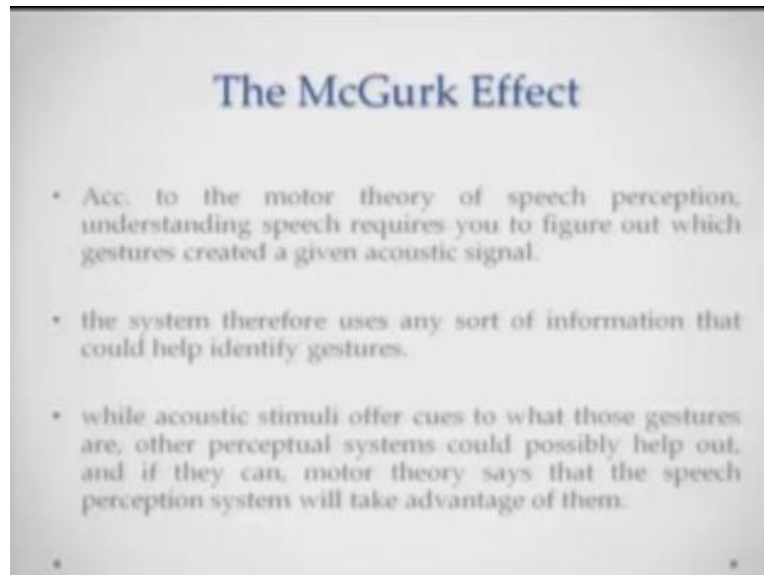 The McGurk Effect
• Acc. to the motor theory of speech perception,
understanding speech requires you to figure out which
gestures created a given acoustic signal.
• the system therefore uses any sort of information that
could help identify gestures.
• while acoustic stimuli offer cues to what those gestures
are, other perceptual systems could possibly help out,
and if they can, motor theory says that the speech
perception system will take advantage of them.